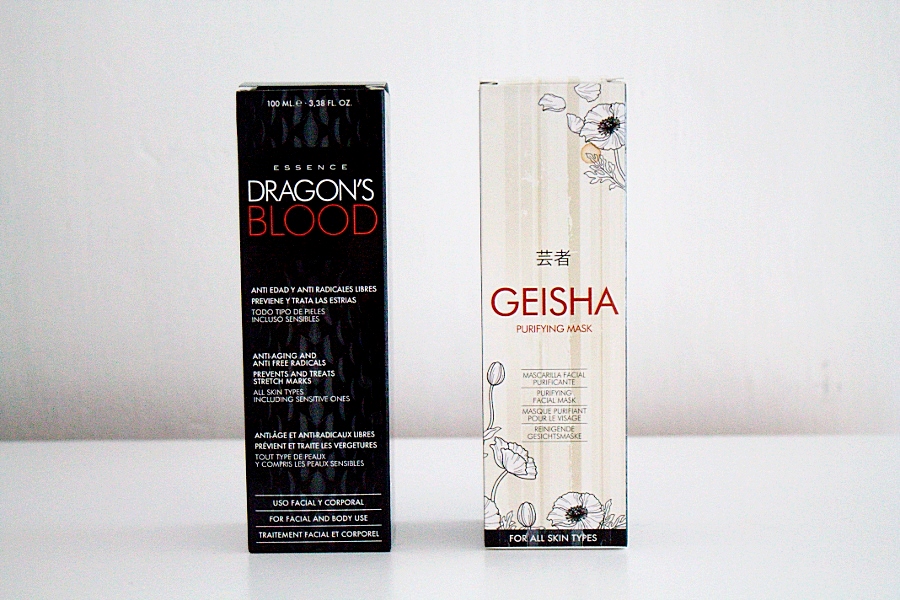 100 ML. ℮ · 3,38 FL. OZ.
ESSENCE
DRAGON'S
BLOOD
ANTI EDAD Y ANTI RADICALES LIBRES
PREVIENE Y TRATA LAS ESTRIAS
TODO TIPO DE PIELES
INCLUSO SENSIBLES
ANTI-AGING AND
ANTI FREE RADICALS
PREVENTS AND TREATS
STRETCH MARKS
ALL SKIN TYPES
INCLUDING SENSITIVE ONES
ANTI-ÂGE ET ANTI-RADICAUX LIBRES
PRÉVIENT ET TRAITE LES VERGETURES
TOUT TYPE DE PEAUX
Y COMPRIS LES PEAUX SENSIBLES
USO FACIAL Y CORPORAL
FOR FACIAL AND BODY USE
TRAITEMENT FACIAL ET CORPOREL
芸者
GEISHA
PURIFYING MASK
MASCARILLA FACIAL
PURIFICANTE
PURIFYING
FACIAL MASK
MASQUE PURIFIANT
POUR LE VISAGE
REINIGENDE
GESICHTSMASKE
FOR ALL SKIN TYPES